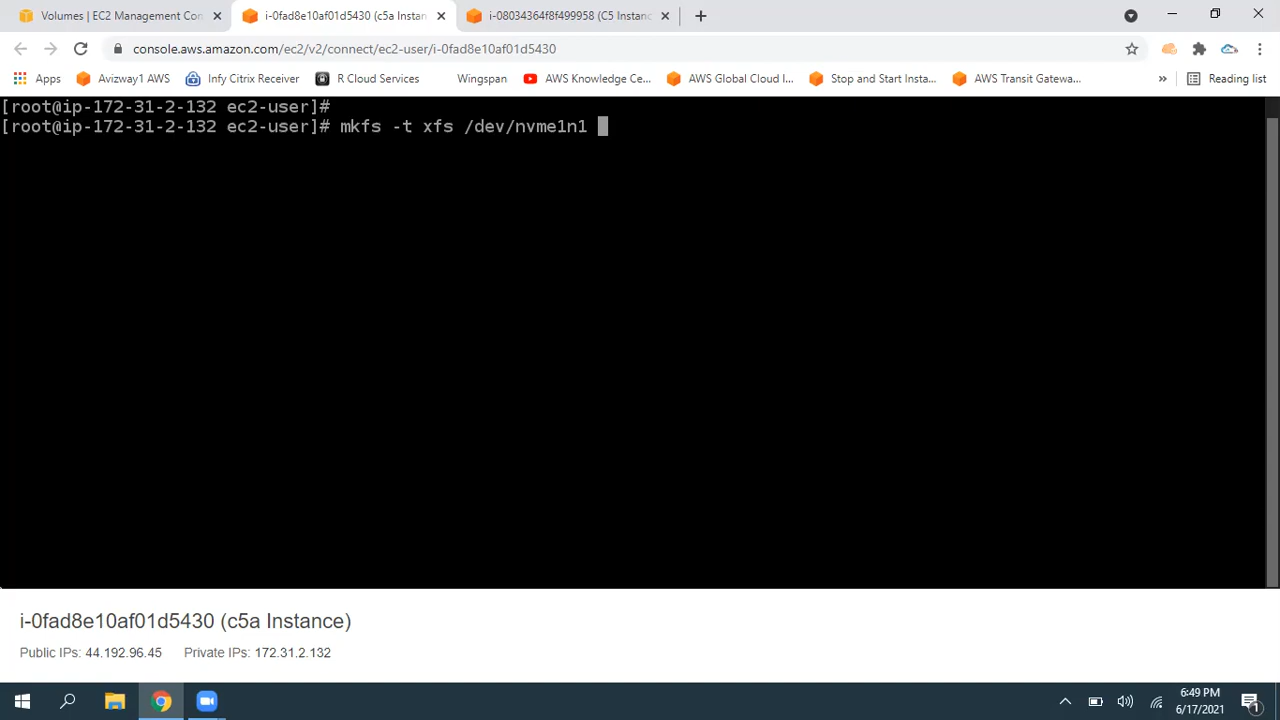 Volumes | EC2 Management Con
i-0fad8e10af01d5430 (c5a Instan
i-08034364f8f499958 (C5 Instanc
console.aws.amazon.com/ec2/v2/connect/ec2-user/i-0fad8e10af01d5430
Apps
Avizway1 AWS
Infy Citrix Receiver
R Cloud Services
Wingspan
AWS Knowledge Ce...
AWS Global Cloud I...
Stop and Start Insta...
AWS Transit Gatewa...
»
Reading list
[root@ip-172-31-2-132 ec2-user]#
[root@ip-172-31-2-132 ec2-user]# mkfs -t xfs /dev/nvme1n1
i-0fad8e10af01d5430 (c5a Instance)
Public IPs: 44.192.96.45 Private IPs: 172.31.2.132
6:49 PM
6/17/2021
1